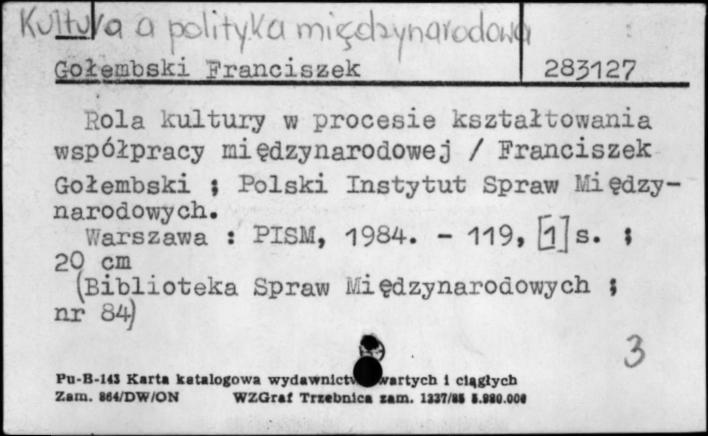 Kultura a polityka międzynarodowa
Gołembski Franciszek 283127
Rola kultury w procesie kształtowania
współpracy międzynarodowej / Franciszek
Gołembski ; Polski Instytut Spraw Między-
narodowych.
Warszawa : PISM, 1984. - 119, [1] s. ;
20 cm
(Biblioteka Spraw Międzynarodowych ;
nr 84)
3
Pu-B-143 Karta katalogowa wydawnictw zwartych i ciągłych
Zam. 864/DW/ON WZGraf Trzebnica zam. 1337/85 5.980.000